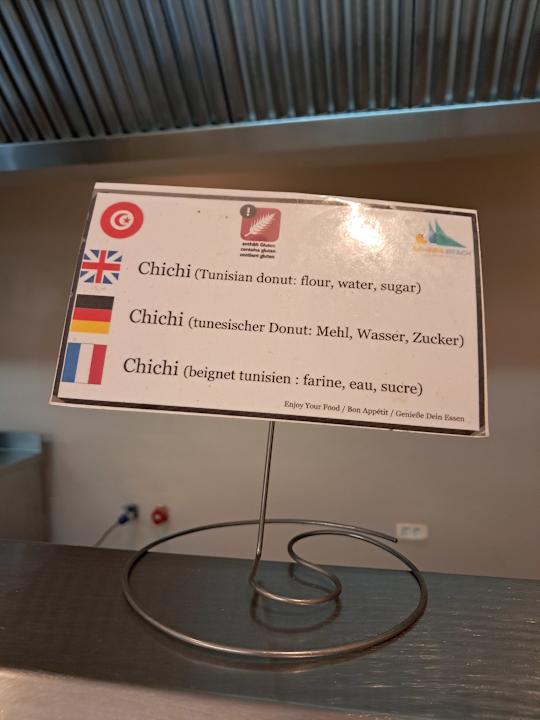 !
enthält Gluten
contains gluten
contient gluten
BEACH
Chichi (Tunisian donut: flour, water, sugar)
Chichi (tunesischer Donut: Mehl, Wasser, Zucker)
Chichi (beignet tunisien : farine, eau, sucre)
Enjoy Your Food / Bon Appétit / Genieße Dein Essen